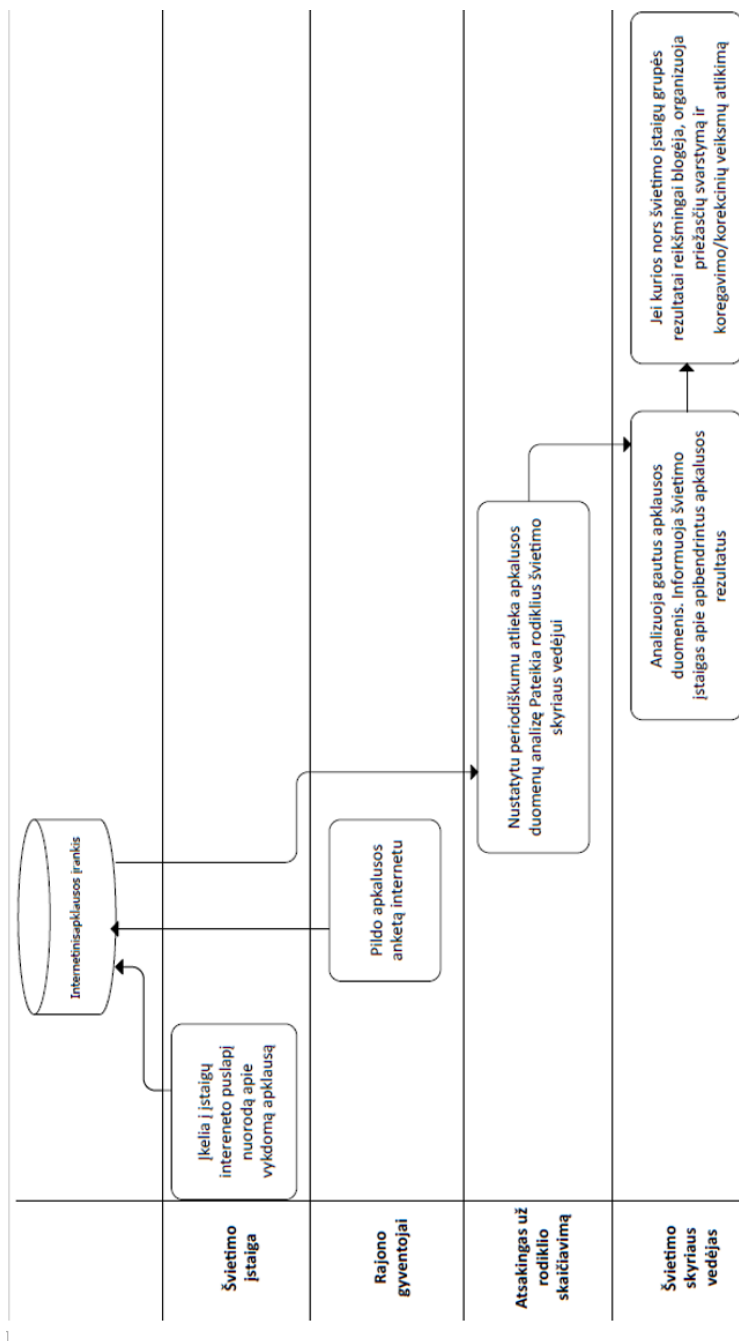 Internetinisapklausos įrankis
Švietimo
įstaiga
Įkelia į įstaigų
intereneto puslapį
nuorodą apie
vykdomą apklausą
Rajono
gyventojai
Pildo apkalusos
anketą internetu
Atsakingas už
rodiklio
skaičiavimą
Nustatytu periodiškumu atlieka apkalusos
duomenų analizę Pateikia rodiklius švietimo
skyriaus vedėjui
Švietimo
skyriaus
vedėjas
Analizuoja gautus apklausos
duomenis. Informuoja švietimo
įstaigas apie apibendrintus apkalusos
rezultatus
Jei kurios nors švietimo įstaigų grupės
rezultatai reikšmingai blogėja, organizuoja
priežasčių svarstymą ir
koregavimo/korekcinių veiksmų atlikimą